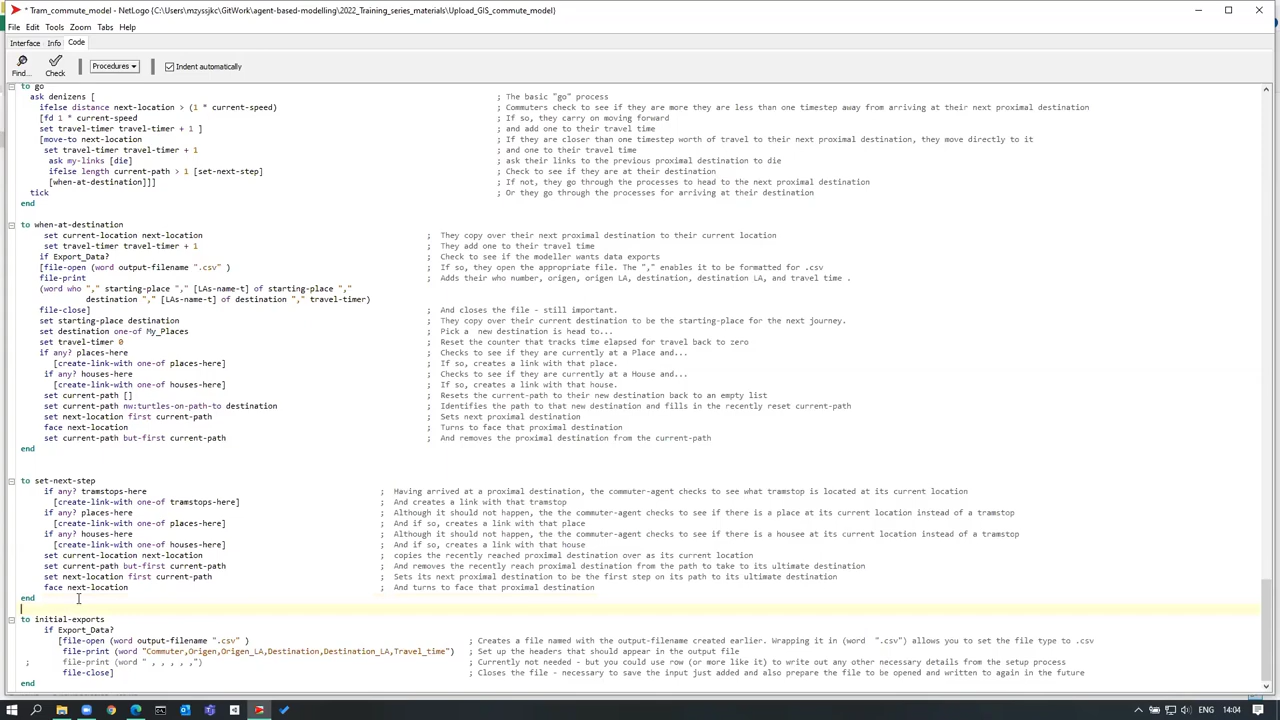 * Tram_commute_model - NetLogo {C:\Users\mzyssjkc\GitWork\agent-based-modelling\2022_Training_series_materials\Upload_GIS_commute_model}
File Edit Tools Zoom Tabs Help
Interface Info Code
Find... Check Procedures Indent automatically
to go
ask denizens [ ; The basic "go" process
ifelse distance next-location > (1 * current-speed) ; Commuters check to see if they are more they are less than one timestep away from arriving at their next proximal destination
[fd 1 * current-speed ; If so, they carry on moving forward
set travel-timer travel-timer + 1 ] ; and add one to their travel time
[move-to next-location ; If they are closer than one timestep worth of travel to their next proximal destination, they move directly to it
set travel-timer travel-timer + 1 ; and one to their travel time
ask my-links [die] ; ask their links to the previous proximal destination to die
ifelse length current-path > 1 [set-next-step] ; Check to see if they are at their destination
[when-at-destination]]] ; If not, they go through the processes to head to the next proximal destination
tick ; Or they go through the processes for arriving at their destination
end
to when-at-destination
set current-location next-location ; They copy over their next proximal destination to their current location
set travel-timer travel-timer + 1 ; They add one to their travel time
if Export_Data? ; Check to see if the modeller wants data exports
[file-open (word output-filename ".csv" ) ; If so, they open the appropriate file. The "," enables it to be formatted for .csv
file-print ; Adds their who number, origen, origen LA, destination, destination LA, and travel time .
(word who "," starting-place "," [LAs-name-t] of starting-place ","
destination "," [LAs-name-t] of destination "," travel-timer)
file-close] ; And closes the file - still important.
set starting-place destination ; They copy over their current destination to be the starting-place for the next journey.
set destination one-of My_Places ; Pick a new destination is head to...
set travel-timer 0 ; Reset the counter that tracks time elapsed for travel back to zero
if any? places-here ; Checks to see if they are currently at a Place and...
[create-link-with one-of places-here] ; If so, creates a link with that place.
if any? houses-here ; Checks to see if they are currently at a House and...
[create-link-with one-of houses-here] ; If so, creates a link with that house.
set current-path [] ; Resets the current-path to their new destination back to an empty list
set current-path nw:turtles-on-path-to destination ; Identifies the path to that new destination and fills in the recently reset current-path
set next-location first current-path ; Sets next proximal destination
face next-location ; Turns to face that proximal destination
set current-path but-first current-path ; And removes the proximal destination from the current-path
end
to set-next-step
if any? tramstops-here ; Having arrived at a proximal destination, the commuter-agent checks to see what tramstop is located at its current location
[create-link-with one-of tramstops-here] ; And creates a link with that tramstop
if any? places-here ; Although it should not happen, the the commuter-agent checks to see if there is a place at its current location instead of a tramstop
[create-link-with one-of places-here] ; And if so, creates a link with that place
if any? houses-here ; Although it should not happen, the the commuter-agent checks to see if there is a housee at its current location instead of a tramstop
[create-link-with one-of houses-here] ; And if so, creates a link with that house
set current-location next-location ; copies the recently reached proximal destination over as its current location
set current-path but-first current-path ; And removes the recently reach proximal destination from the path to take to its ultimate destination
set next-location first current-path ; Sets its next proximal destination to be the first step on its path to its ultimate destination
face next-location ; And turns to face that proximal destination
end
to initial-exports
if Export_Data?
[file-open (word output-filename ".csv" ) ; Creates a file named with the output-filename created earlier. Wrapping it in (word ".csv") allows you to set the file type to .csv
file-print (word "Commuter,Origen,Origen_LA,Destination,Destination_LA,Travel_time") ; Set up the headers that should appear in the output file
; file-print (word " , , , , ,") ; Currently not needed - but you could use row (or more like it) to write out any other necessary details from the setup process
file-close] ; Closes the file - necessary to save the input just added and also prepare the file to be opened and written to again in the future
end
ENG 14:04